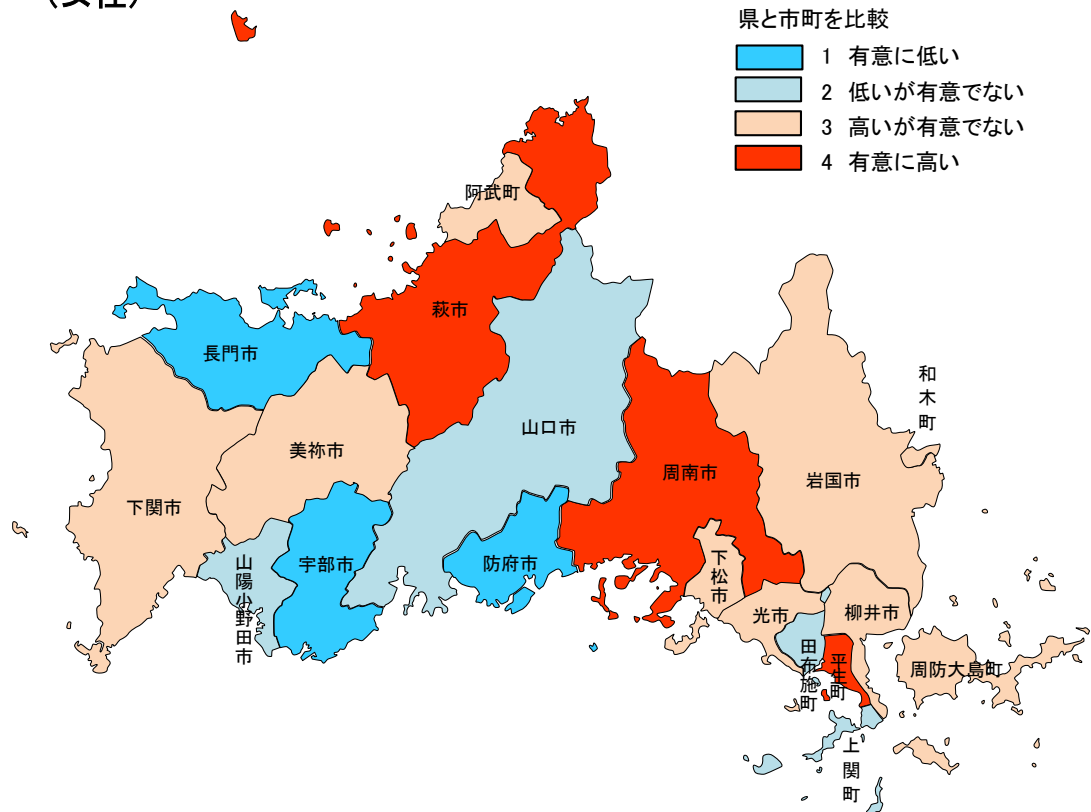 （女性）
県と市町を比較
1 有意に低い
2 低いが有意でない
3 高いが有意でない
4 有意に高い
阿武町
萩市
長門市
和木町
山口市
美祢市
周南市
岩国市
下関市
宇部市
防府市
山陽小野田市
下松市
光市
柳井市
田布施町
平生町
周防大島町
上関町